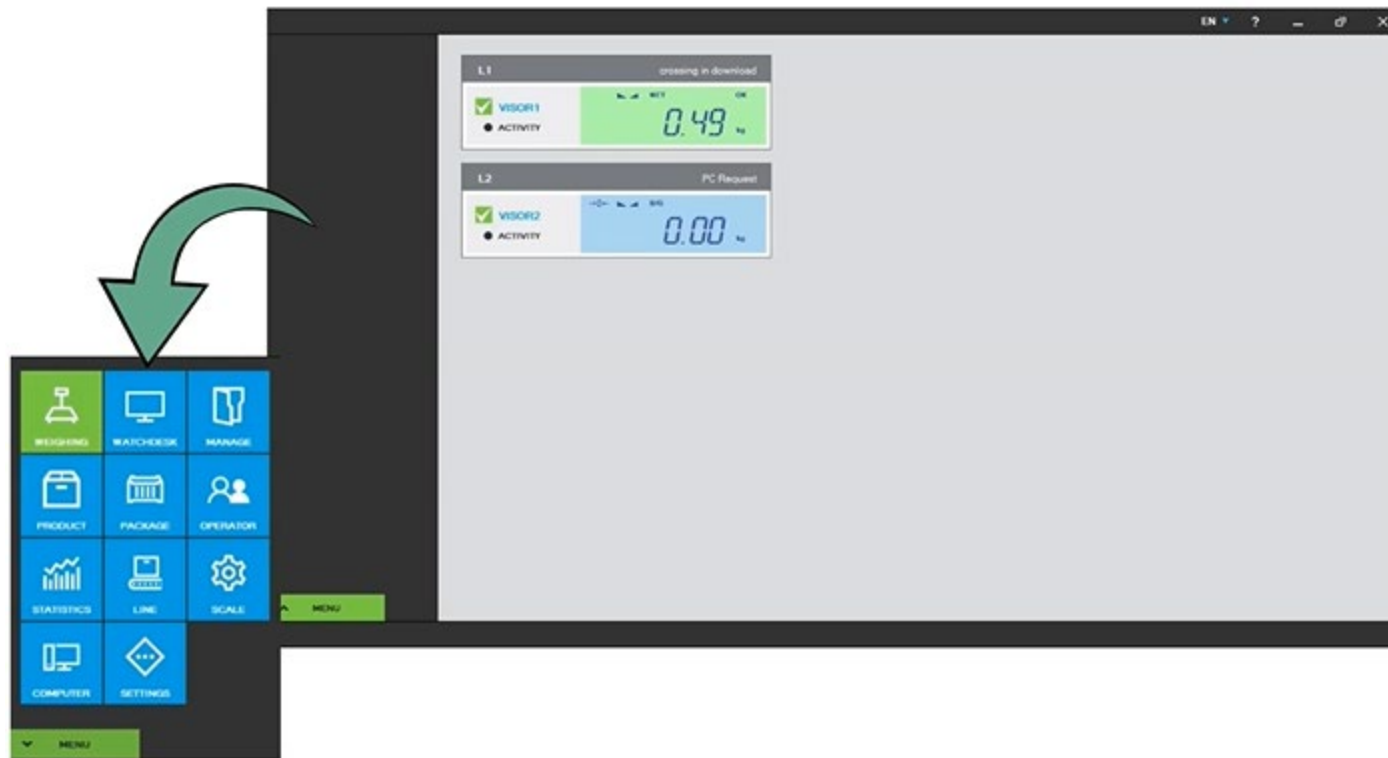 EN ?
L1 crossing in download
VISOR1
ACTIVITY
NET OK
0.49 kg
L2 PC Request
VISOR2
ACTIVITY
B/G
0.00 kg
MENU
WEIGHING WATCHDESK MANAGE
PRODUCT PACKAGE OPERATOR
STATISTICS LINE SCALE
COMPUTER SETTINGS
MENU